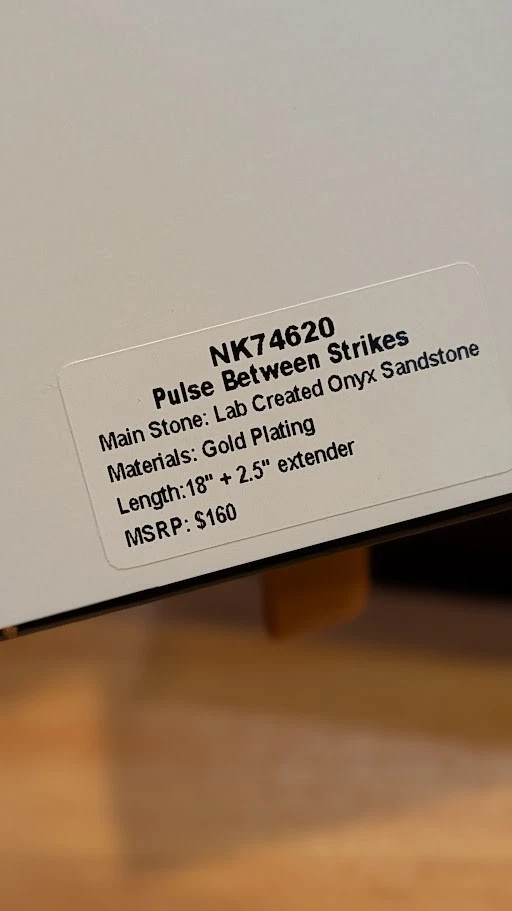 NK74620
Pulse Between Strikes
Main Stone: Lab Created Onyx Sandstone
Materials: Gold Plating
Length:18" + 2.5" extender
MSRP: $160